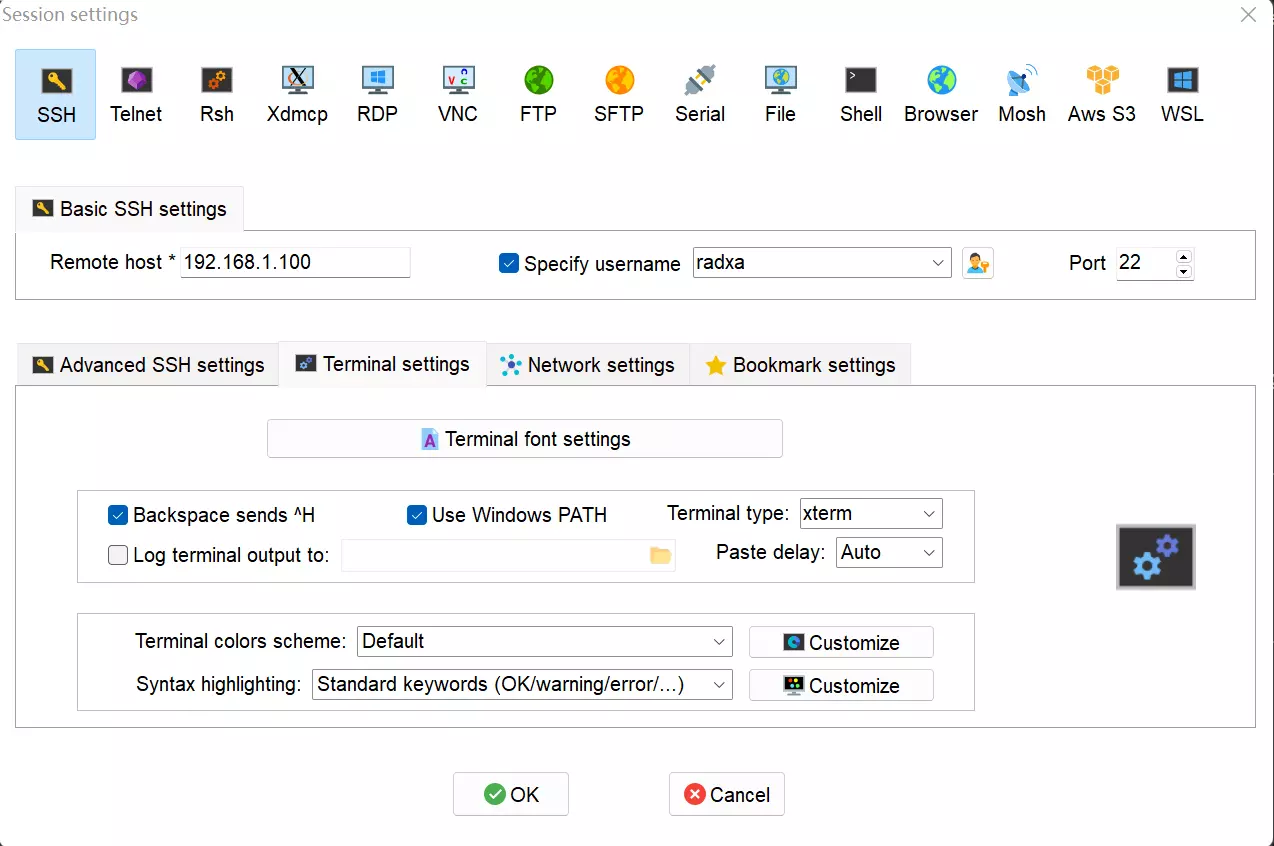 Session settings
SSH Telnet Rsh Xdmcp RDP VNC FTP SFTP Serial File Shell Browser Mosh Aws S3 WSL
Basic SSH settings
Remote host * 192.168.1.100 Specify username radxa Port 22
Advanced SSH settings Terminal settings Network settings Bookmark settings
Terminal font settings
Backspace sends ^H Use Windows PATH Terminal type: xterm
Log terminal output to: Paste delay: Auto
Terminal colors scheme: Default Customize
Syntax highlighting: Standard keywords (OK/warning/error/...) Customize
OK Cancel